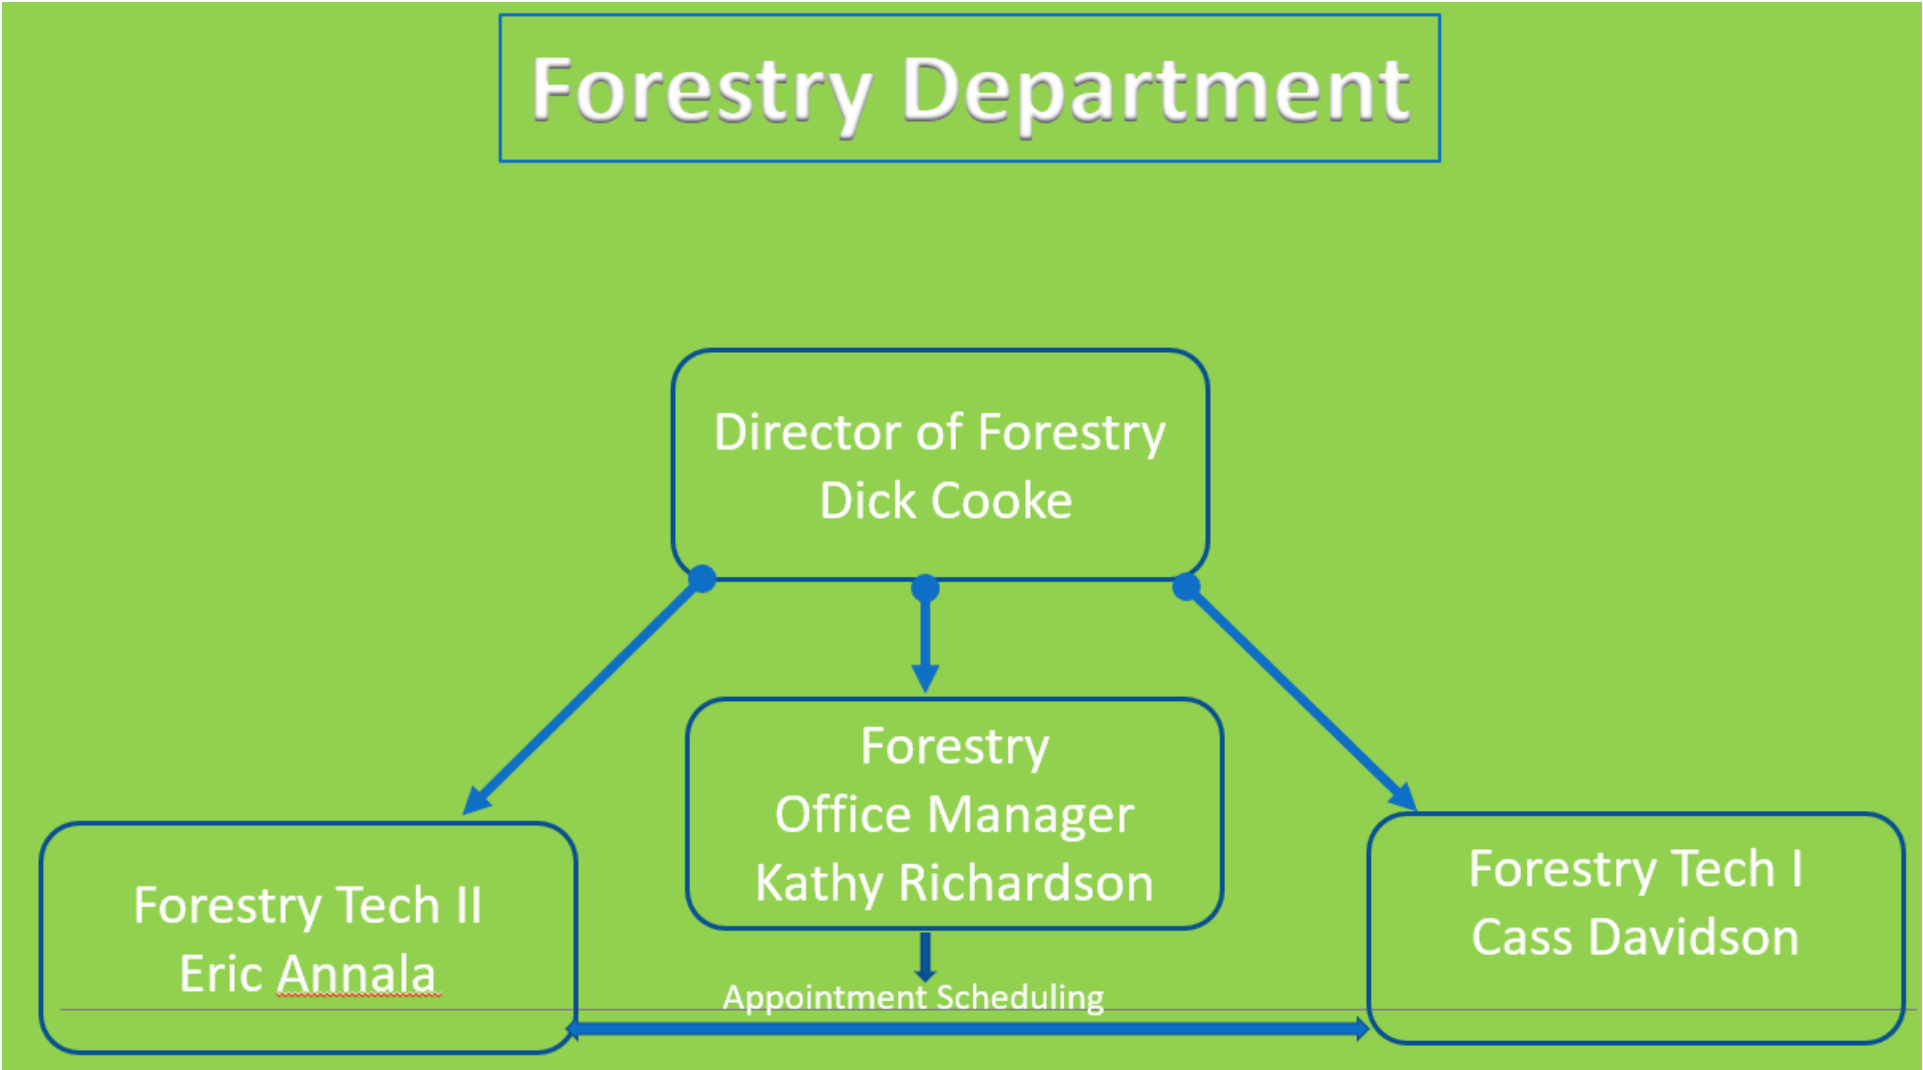 Forestry Department
Director of Forestry
Dick Cooke
Forestry
Office Manager
Kathy Richardson
Forestry Tech II
Eric Annala
Forestry Tech I
Cass Davidson
Appointment Scheduling